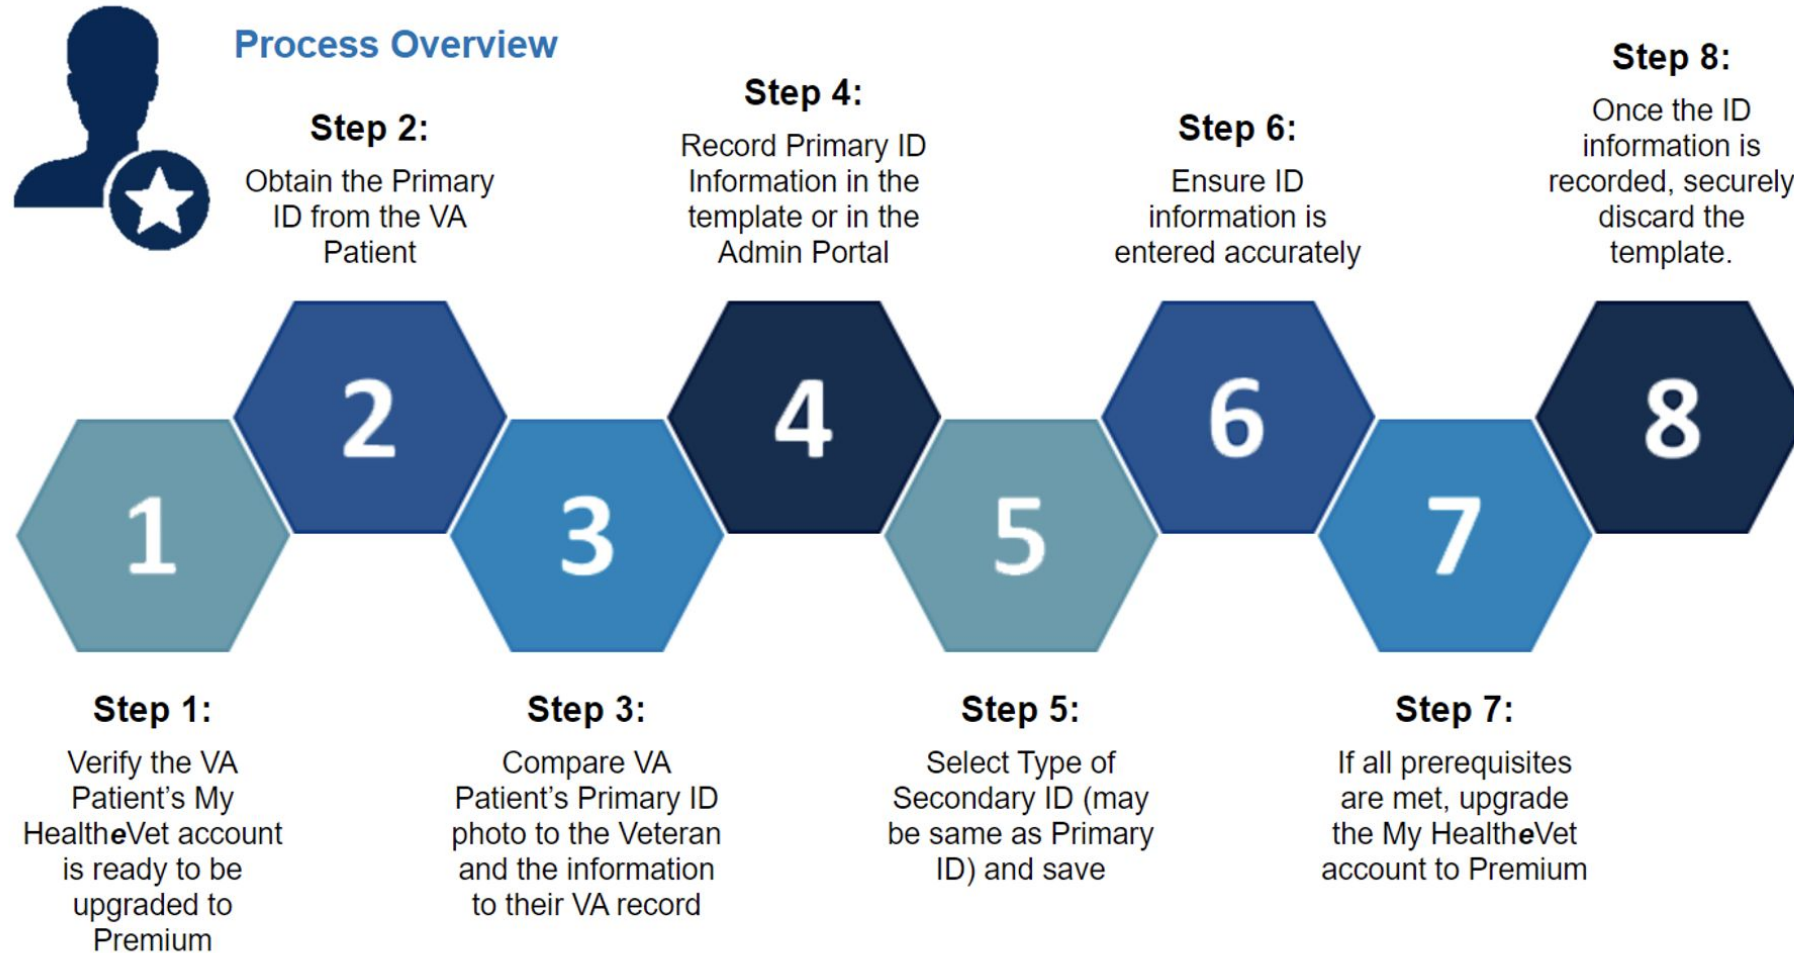 Process Overview
Step 1:
Verify the VA
Patient’s My
HealtheVet account
is ready to be
upgraded to
Premium
Step 2:
Obtain the Primary
ID from the VA
Patient
Step 3:
Compare VA
Patient’s Primary ID
photo to the Veteran
and the information
to their VA record
Step 4:
Record Primary ID
Information in the
template or in the
Admin Portal
Step 5:
Select Type of
Secondary ID (may
be same as Primary
ID) and save
Step 6:
Ensure ID
information is
entered accurately
Step 7:
If all prerequisites
are met, upgrade
the My HealtheVet
account to Premium
Step 8:
Once the ID
information is
recorded, securely
discard the
template.
1
2
3
4
5
6
7
8